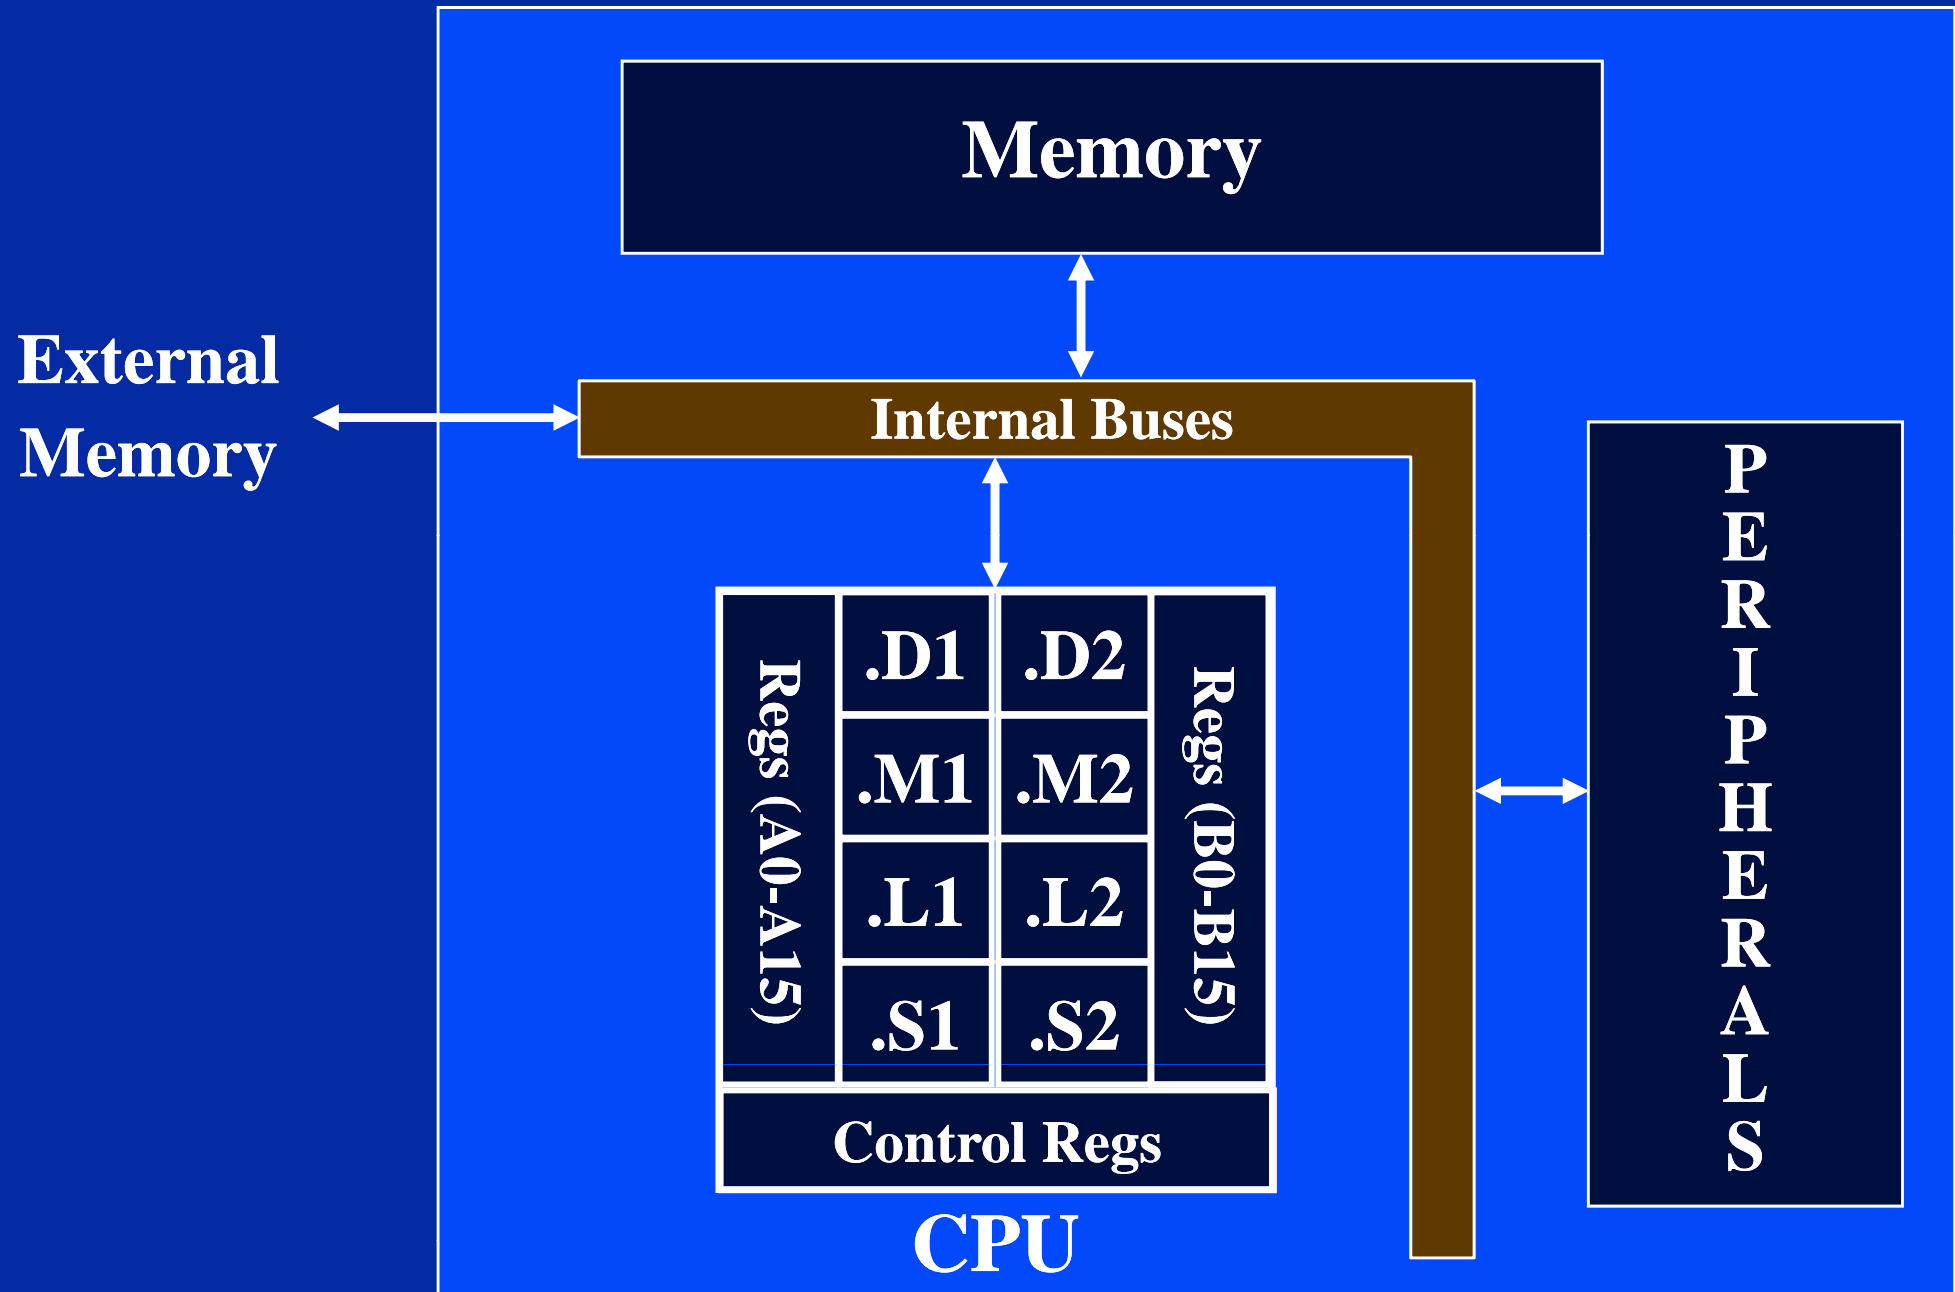 Memory
External
Memory
Internal Buses
PERIPHERALS
Regs (A0-A15)
.D1
.D2
.M1
.M2
.L1
.L2
.S1
.S2
Regs (B0-B15)
Control Regs
CPU